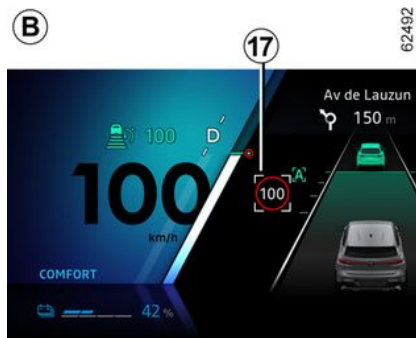 B
17
62492
Av de Lauzun
150 m
100
D
100
km/h
100
A
COMFORT
42 %